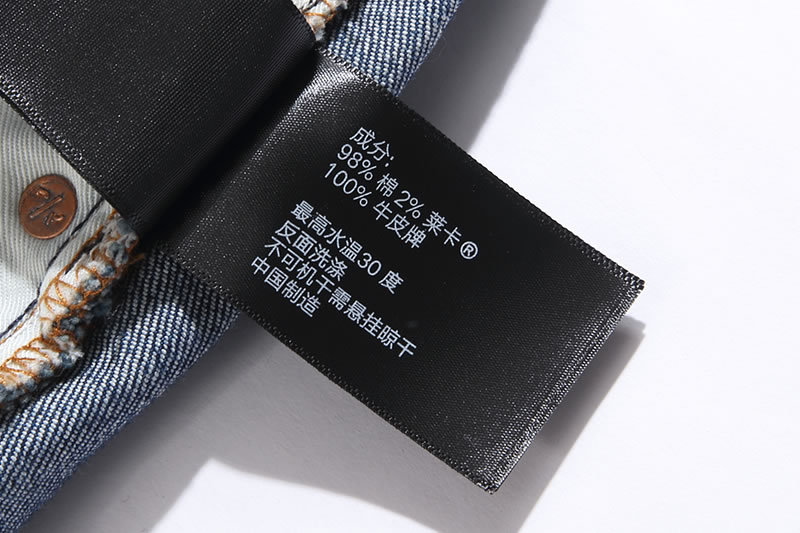 成分:
98% 棉 2% 莱卡®
100% 牛皮牌
最高水温30 度
反面洗涤
不可机干需悬挂晾干
中国制造